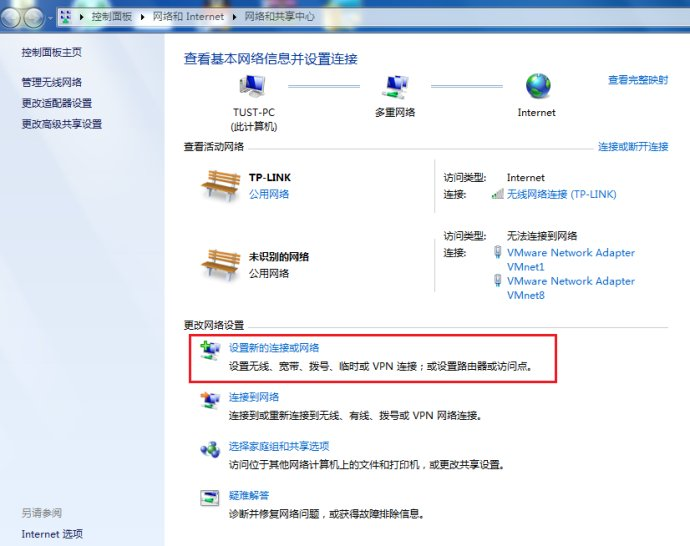 控制面板 ▸ 网络和 Internet ▸ 网络和共享中心
控制面板主页
管理无线网络
更改适配器设置
更改高级共享设置
查看基本网络信息并设置连接
TUST-PC
(此计算机)
多重网络
Internet
查看完整映射
查看活动网络
连接或断开连接
TP-LINK
公用网络
访问类型: Internet
连接: 无线网络连接 (TP-LINK)
未识别的网络
公用网络
访问类型: 无法连接到网络
连接: VMware Network Adapter
VMnet1
VMware Network Adapter
VMnet8
更改网络设置
设置新的连接或网络
设置无线、宽带、拨号、临时或 VPN 连接；或设置路由器或访问点。
连接到网络
连接到或重新连接到无线、有线、拨号或 VPN 网络连接。
选择家庭组和共享选项
访问位于其他网络计算机上的文件和打印机，或更改共享设置。
疑难解答
诊断并修复网络问题，或获得故障排除信息。
另请参阅
Internet 选项